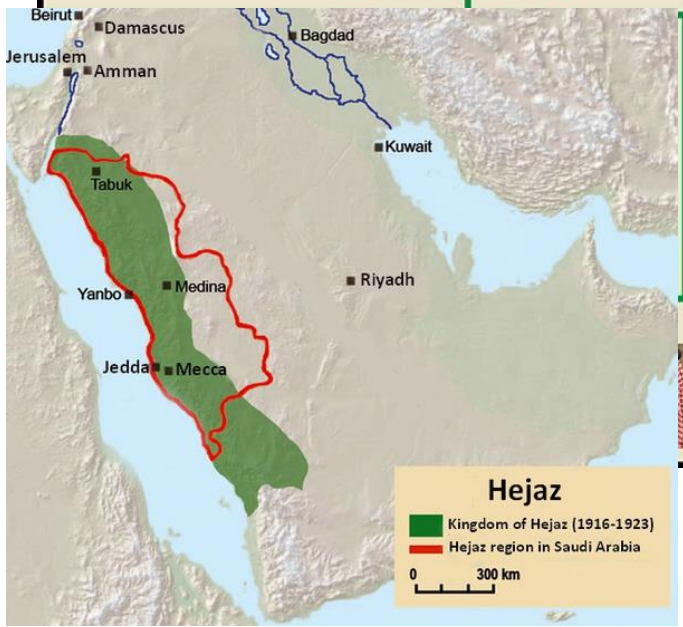 Beirut
Damascus
Bagdad
Jerusalem
Amman
Kuwait
Tabuk
Yanbo
Medina
Riyadh
Jedda
Mecca
Hejaz
Kingdom of Hejaz (1916-1923)
Hejaz region in Saudi Arabia
0 300 km